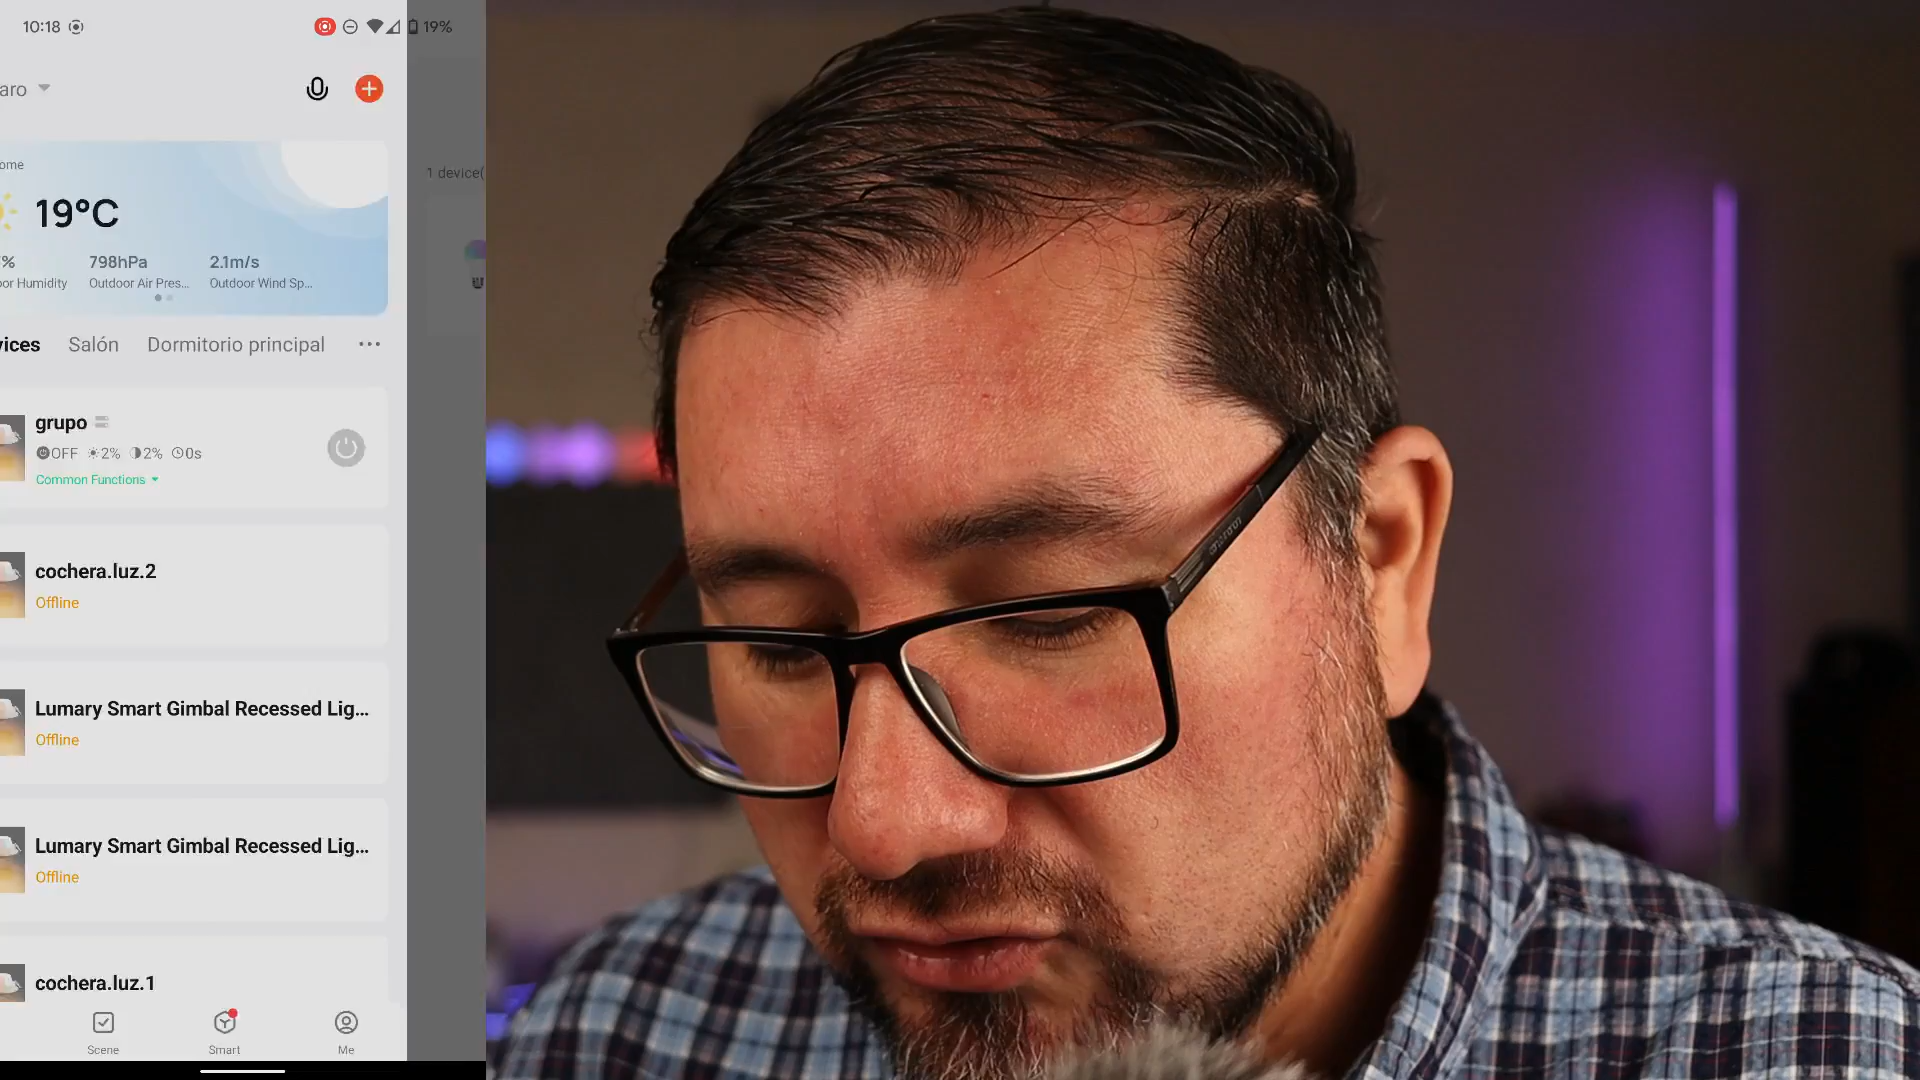 10:18
19%
aro
1 device(
ome
19°C
%
798hPa
2.1m/s
or Humidity
Outdoor Air Pres...
Outdoor Wind Sp...
vices
Salón
Dormitorio principal
grupo
OFF
2%
2%
0s
Common Functions
cochera.luz.2
Offline
Lumary Smart Gimbal Recessed Lig...
Offline
Lumary Smart Gimbal Recessed Lig...
Offline
cochera.luz.1
Scene
Smart
Me